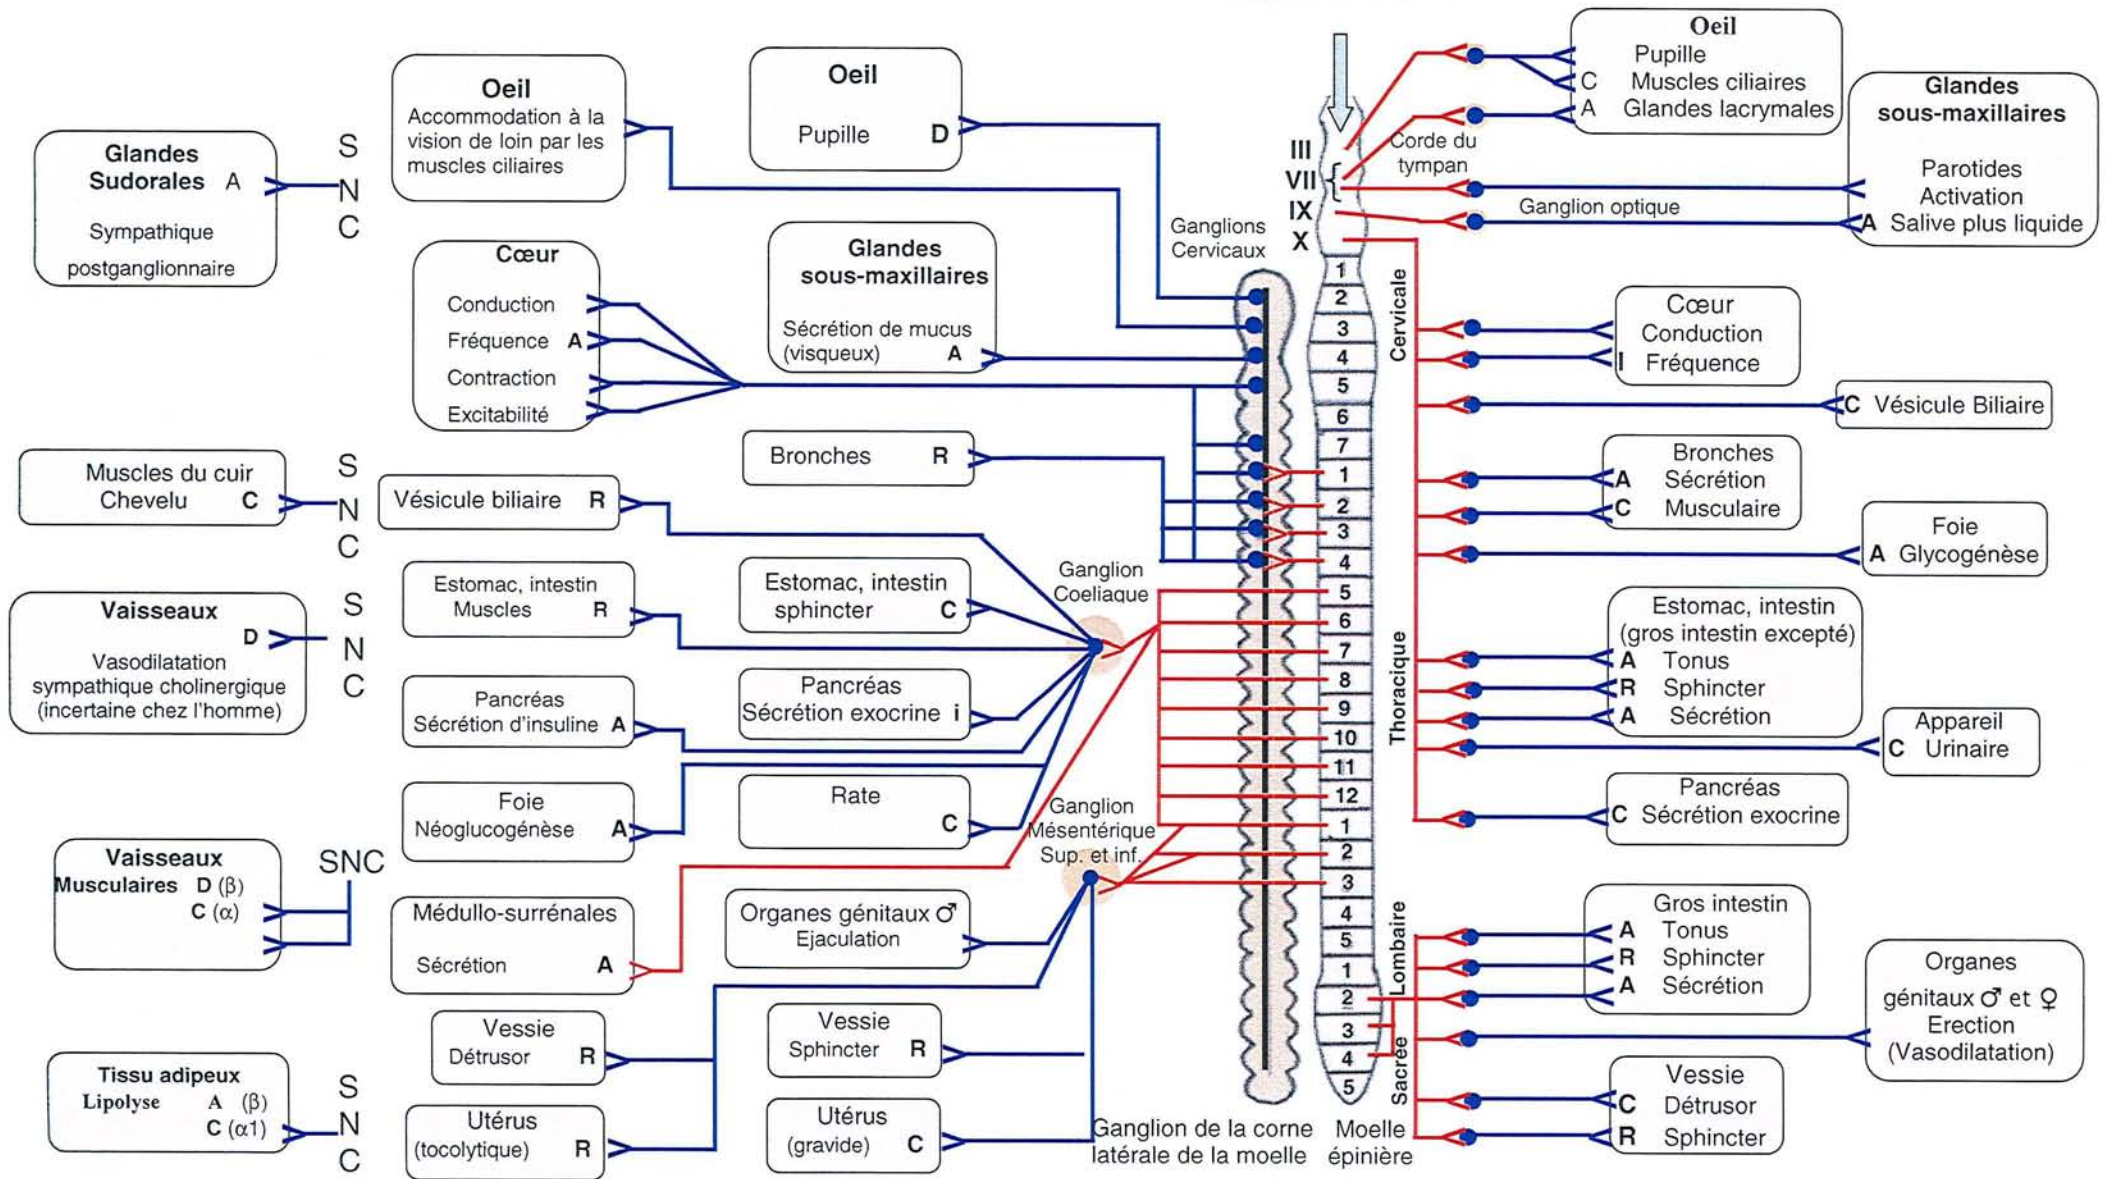 Glandes
Sudorales A
Sympathique
postganglionnaire
S
N
C
Muscles du cuir
Chevelu C
S
N
C
Vaisseaux
D
Vasodilatation
sympathique cholinergique
(incertaine chez l'homme)
S
N
C
Vaisseaux
Musculaires D (β)
C (α)
SNC
Tissu adipeux
Lipolyse A (β)
C (α1)
S
N
C
Oeil
Accommodation à la
vision de loin par les
muscles ciliaires
Cœur
Conduction
Fréquence A
Contraction
Excitabilité
Vésicule biliaire R
Estomac, intestin
Muscles R
Pancréas
Sécrétion d'insuline A
Foie
Néoglucogénèse A
Médullo-surrénales
Sécrétion A
Vessie
Détrusor R
Utérus
(tocolytique) R
Oeil
Pupille D
Glandes
sous-maxillaires
Sécrétion de mucus
(visqueux) A
Bronches R
Estomac, intestin
sphincter C
Pancréas
Sécrétion exocrine i
Rate
C
Organes génitaux ♂
Ejaculation
Vessie
Sphincter R
Utérus
(gravide) C
Ganglions
Cervicaux
Ganglion
Coeliaque
Ganglion
Mésentérique
Sup. et inf.
Ganglion de la corne
latérale de la moelle
Moelle
épinière
III
VII {
IX
X
1
2
3
4
5
6
7
1
2
3
4
5
6
7
8
9
10
11
12
1
2
3
4
5
1
2
3
4
5
Cervicale
Thoracique
Lombaire
Sacrée
Corde du
tympan
Ganglion optique
Oeil
Pupille
C Muscles ciliaires
A Glandes lacrymales
Glandes
sous-maxillaires
Parotides
Activation
A Salive plus liquide
Cœur
Conduction
I Fréquence
C Vésicule Biliaire
Bronches
A Sécrétion
C Musculaire
Foie
A Glycogénèse
Estomac, intestin
(gros intestin excepté)
A Tonus
R Sphincter
A Sécrétion
Appareil
C Urinaire
Pancréas
C Sécrétion exocrine
Gros intestin
A Tonus
R Sphincter
A Sécrétion
Organes
génitaux ♂ et ♀
Erection
(Vasodilatation)
Vessie
C Détrusor
R Sphincter